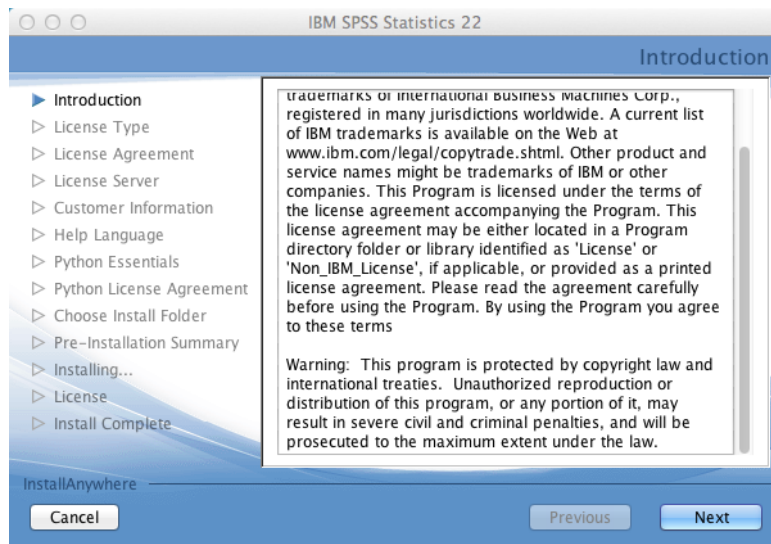 IBM SPSS Statistics 22
Introduction
Introduction
License Type
License Agreement
License Server
Customer Information
Help Language
Python Essentials
Python License Agreement
Choose Install Folder
Pre-Installation Summary
Installing...
License
Install Complete
trademarks of International Business Machines Corp.,
registered in many jurisdictions worldwide. A current list
of IBM trademarks is available on the Web at
www.ibm.com/legal/copytrade.shtml. Other product and
service names might be trademarks of IBM or other
companies. This Program is licensed under the terms of
the license agreement accompanying the Program. This
license agreement may be either located in a Program
directory folder or library identified as 'License' or
'Non_IBM_License', if applicable, or provided as a printed
license agreement. Please read the agreement carefully
before using the Program. By using the Program you agree
to these terms
Warning:  This program is protected by copyright law and
international treaties.  Unauthorized reproduction or
distribution of this program, or any portion of it, may
result in severe civil and criminal penalties, and will be
prosecuted to the maximum extent under the law.
InstallAnywhere
Cancel
Previous
Next